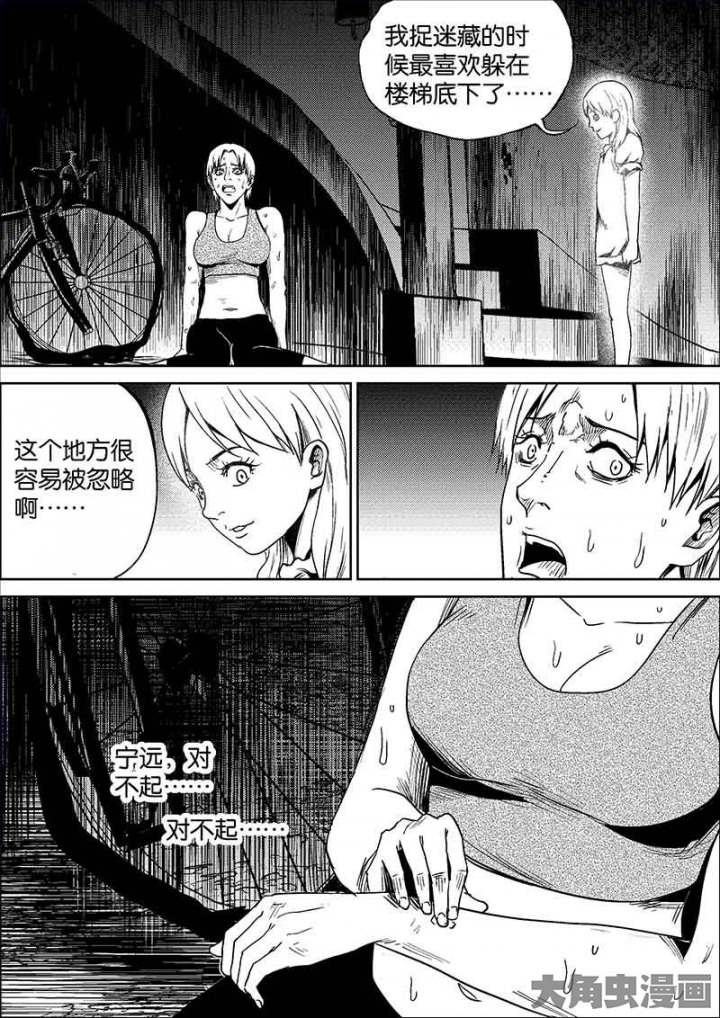 我捉迷藏的时
候最喜欢躲在
楼梯底下了……
这个地方很
容易被忽略
啊……
宁远，对
不起……
对不起……
大角虫漫画